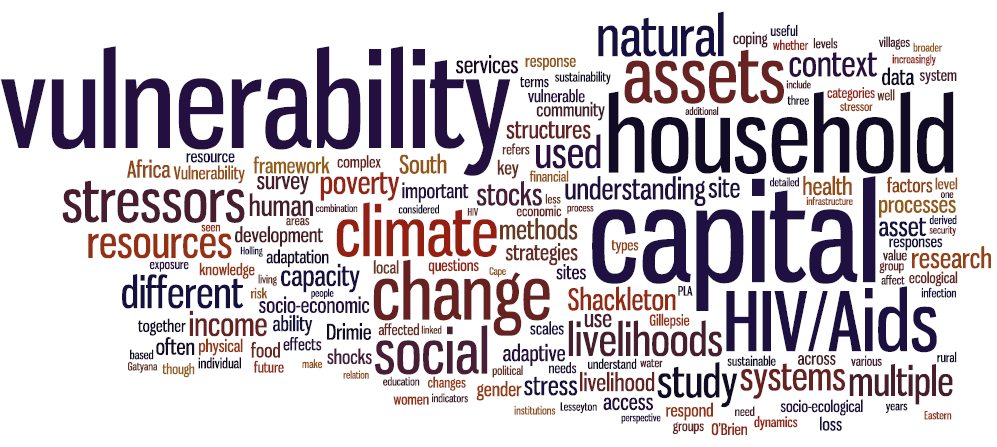 natural
coping
useful
whether
levels
villages
broader
increasingly
vulnerability
services
response
assets
context
data
system
terms
sustainability
include
vulnerable
three
categories
well
community
additional
stressor
household
structures
refers
used
resource
Africa
Vulnerability
framework
complex
South
key
financial
survey
poverty
important
stocks
less
understanding
site
detailed
health
infrastructure
factors
level
one
processes
stressors
human
combination
considered
HIV
economic
process
areas
capital
asset
derived
security
seen
resources
development
climate
methods
types
responses
Holling
adaptation
strategies
value
group
research
exposure
knowledge
living
capacity
local
questions
Cape
sites
affect
ecological
different
risk
people
socio-economic
change
Shackleton
PLA
infection
HIV/Aids
together
income
ability
Drimie
affected
linked
scales
use
Gillepsie
livelihoods
often
physical
food
effects
shocks
social
adaptive
based
Gatyana
though
individual
future
make
relation
political
needs
understand
water
sustainable
across
various
rural
education
changes
gender
stress
livelihood
study
systems
multiple
women
indicators
institutions
Lesseyton
access
perspective
respond
need
socio-ecological
years
Eastern
groups
O'Brien
dynamics
loss